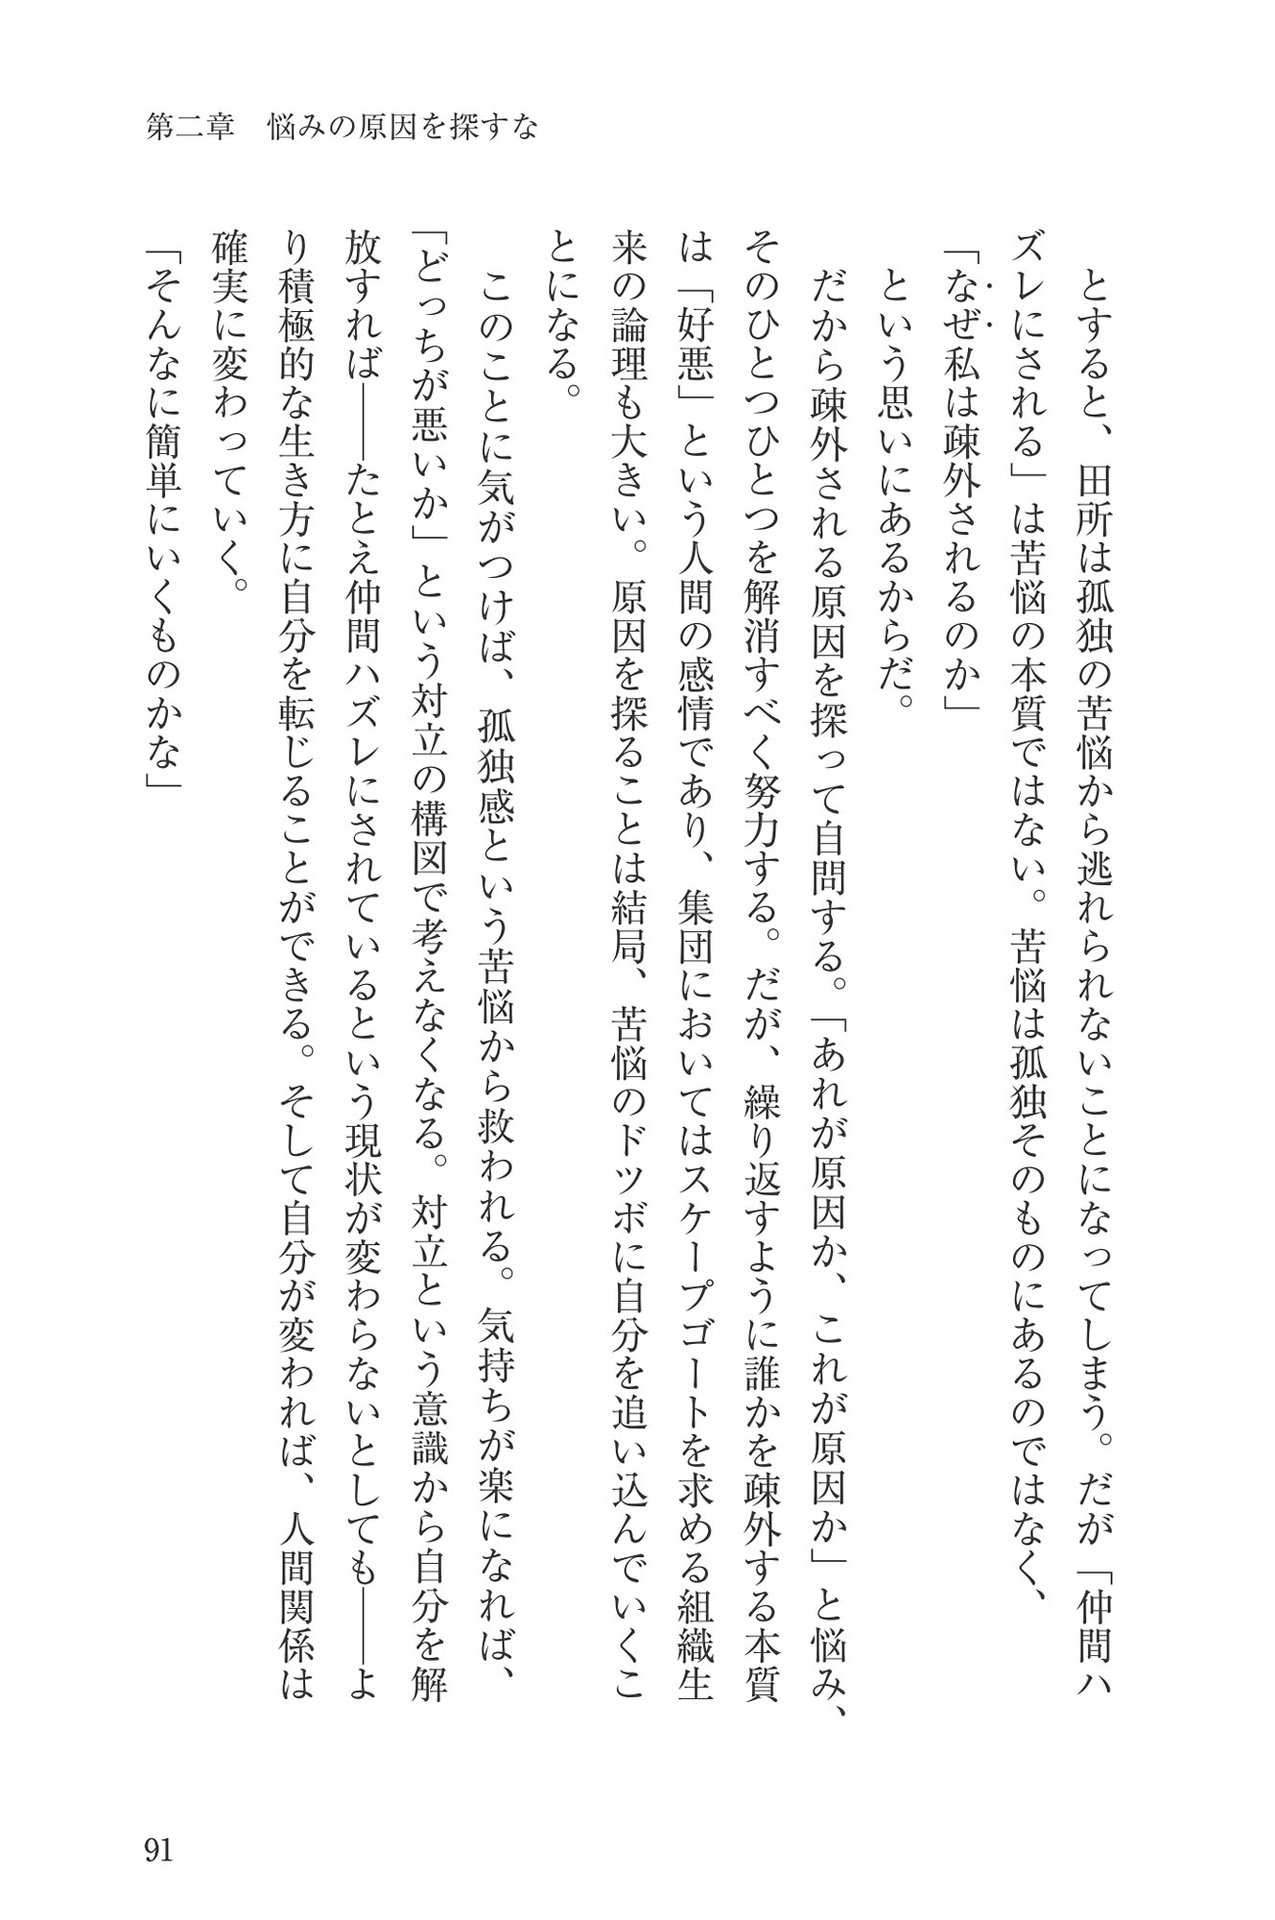 第二章　悩みの原因を探すな
　とすると、田所は孤独の苦悩から逃れられないことになってしまう。だが「仲間ハ
ズレにされる」は苦悩の本質ではない。苦悩は孤独そのものにあるのではなく、
「なぜ私は疎外されるのか」
　という思いにあるからだ。
　だから疎外される原因を探って自問する。「あれが原因か、これが原因か」と悩み、
そのひとつひとつを解消すべく努力する。だが、繰り返すように誰かを疎外する本質
は「好悪」という人間の感情であり、集団においてはスケープゴートを求める組織生
来の論理も大きい。原因を探ることは結局、苦悩のドツボに自分を追い込んでいくこ
とになる。
　このことに気がつけば、孤独感という苦悩から救われる。気持ちが楽になれば、
「どっちが悪いか」という対立の構図で考えなくなる。対立という意識から自分を解
放すれば――たとえ仲間ハズレにされているという現状が変わらないとしても――よ
り積極的な生き方に自分を転じることができる。そして自分が変われば、人間関係は
確実に変わっていく。
「そんなに簡単にいくものかな」
91